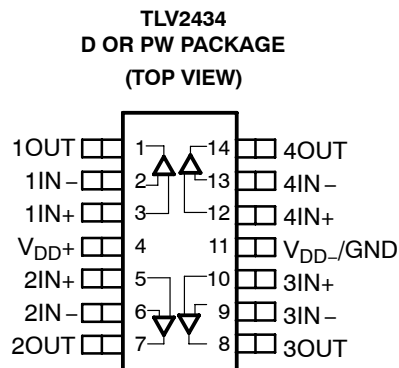 TLV2434
D OR PW PACKAGE
(TOP VIEW)
1OUT 1 14 4OUT
1IN− 2 13 4IN−
1IN+ 3 12 4IN+
VDD+ 4 11 VDD−/GND
2IN+ 5 10 3IN+
2IN− 6 9 3IN−
2OUT 7 8 3OUT